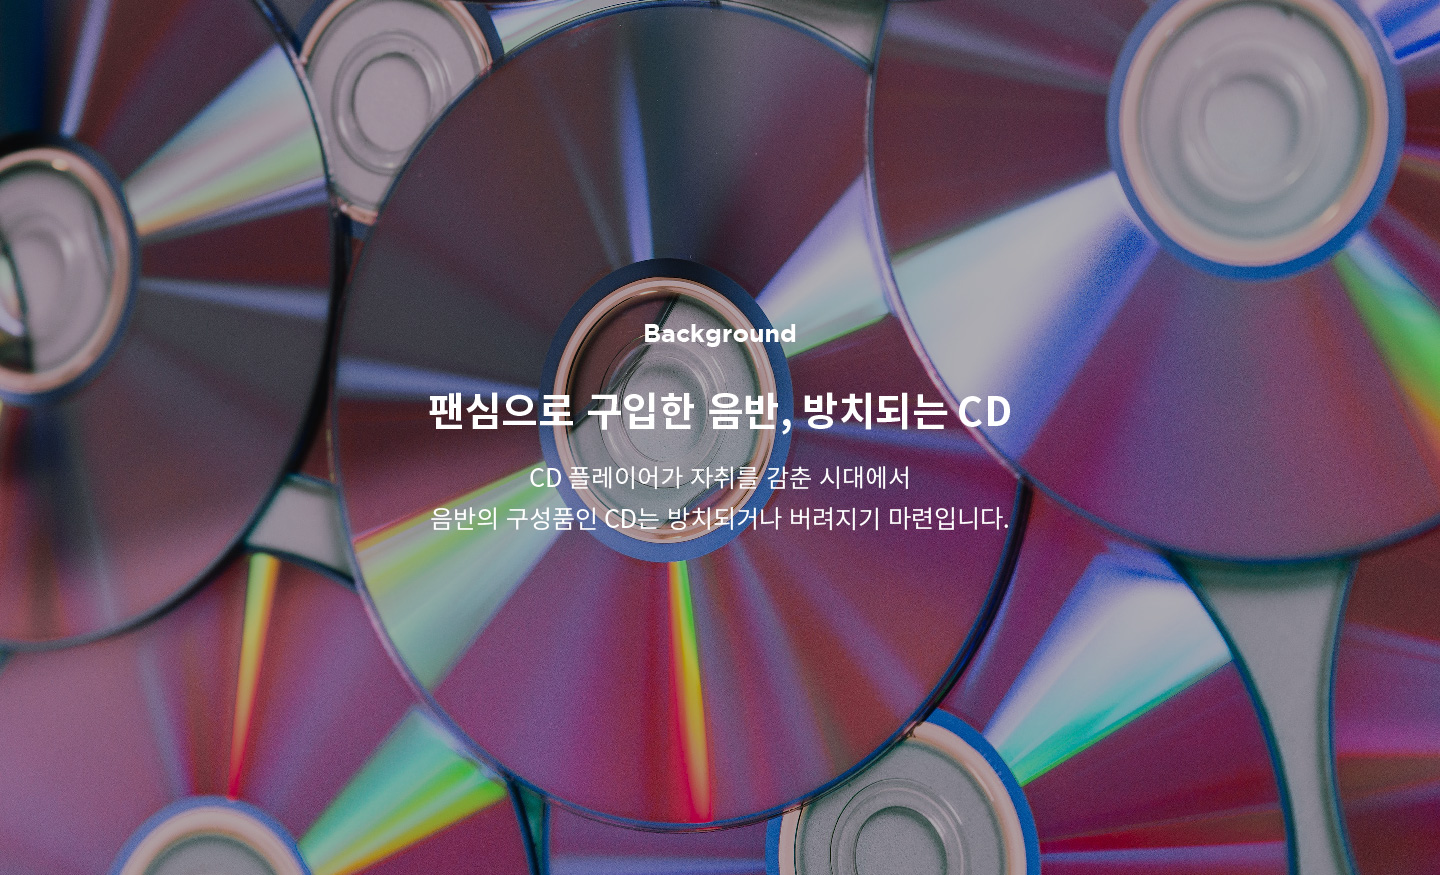 Background
팬심으로 구입한 음반, 방치되는 CD
CD 플레이어가 자취를 감춘 시대에서
음반의 구성품인 CD는 방치되거나 버려지기 마련입니다.